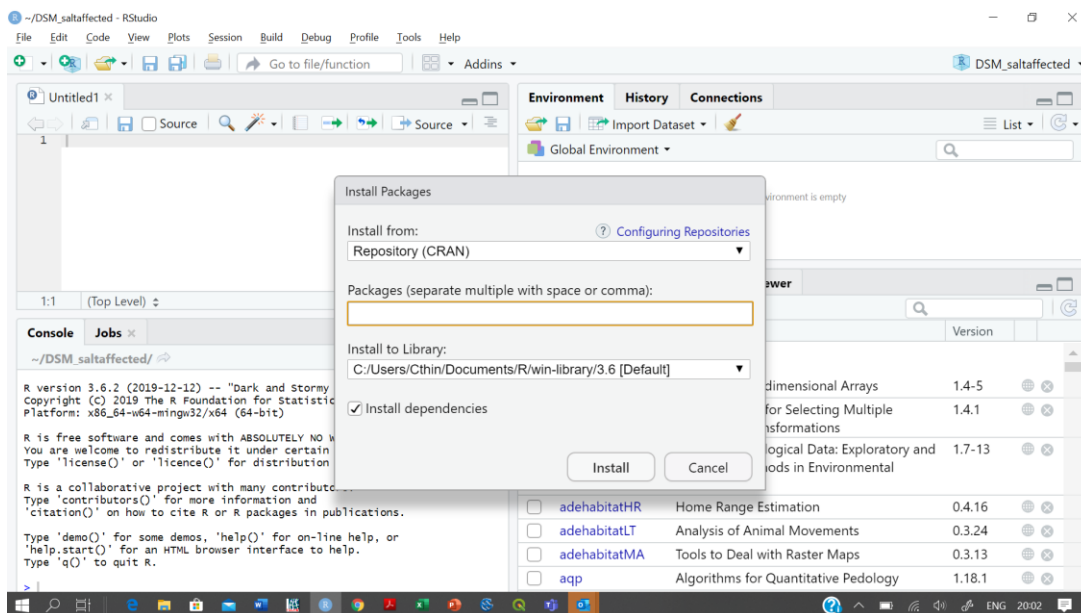 ~/DSM_saltaffected - RStudio
File Edit Code View Plots Session Build Debug Profile Tools Help
Go to file/function Addins DSM_saltaffected
Untitled1
Source Source
1
1:1 (Top Level)
Console Jobs
~/DSM_saltaffected/
R version 3.6.2 (2019-12-12) -- "Dark and Stormy
Copyright (C) 2019 The R Foundation for Statistic
Platform: x86_64-w64-mingw32/x64 (64-bit)
R is free software and comes with ABSOLUTELY NO
You are welcome to redistribute it under certain
Type 'license()' or 'licence()' for distribution
R is a collaborative project with many contributo
Type 'contributors()' for more information and
'citation()' on how to cite R or R packages in publications.
Type 'demo()' for some demos, 'help()' for on-line help, or
'help.start()' for an HTML browser interface to help.
Type 'q()' to quit R.
>
Environment History Connections
Import Dataset List
Global Environment
vironment is empty
Install Packages
Install from:
? Configuring Repositories
Repository (CRAN)
Packages (separate multiple with space or comma):
Install to Library:
C:/Users/Cthin/Documents/R/win-library/3.6 [Default]
Install dependencies
Install Cancel
ewer
Version
dimensional Arrays 1.4-5
for Selecting Multiple 1.4.1
nsformations
logical Data: Exploratory and 1.7-13
ods in Environmental
adehabitatHR Home Range Estimation 0.4.16
adehabitatLT Analysis of Animal Movements 0.3.24
adehabitatMA Tools to Deal with Raster Maps 0.3.13
aqp Algorithms for Quantitative Pedology 1.18.1
ENG 20:02